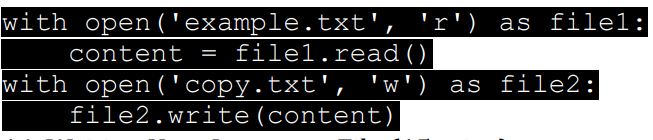 with open('example.txt', 'r') as file1:
    content = file1.read()
with open('copy.txt', 'w') as file2:
    file2.write(content)